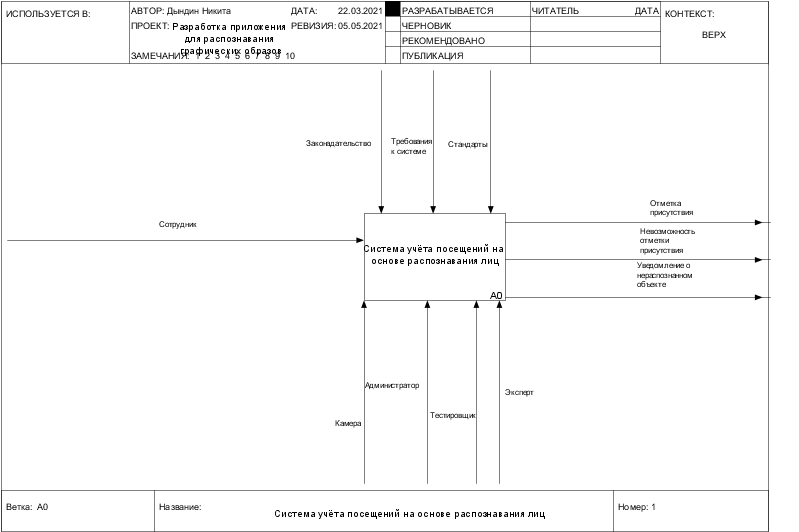 ИСПОЛЬЗУЕТСЯ В:
АВТОР: Дындин Никита
ДАТА: 22.03.2021
РАЗРАБАТЫВАЕТСЯ
ЧИТАТЕЛЬ
ДАТА
КОНТЕКСТ:
ПРОЕКТ: Разработка приложения
для распознавания
графических образов
РЕВИЗИЯ: 05.05.2021
ЧЕРНОВИК
ВЕРХ
РЕКОМЕНДОВАНО
ЗАМЕЧАНИЯ: 1 2 3 4 5 6 7 8 9 10
ПУБЛИКАЦИЯ
Законадательство
Требования
к системе
Стандарты
Отметка
присутствия
Сотрудник
Невозможность
отметки
присутствия
Система учёта посещений на
основе распознавания лиц
A0
Уведомление о
нераспознанном
объекте
Администратор
Эксперт
Тестировщик
Камера
Ветка: A0
Название:
Система учёта посещений на основе распознавания лиц
Номер: 1